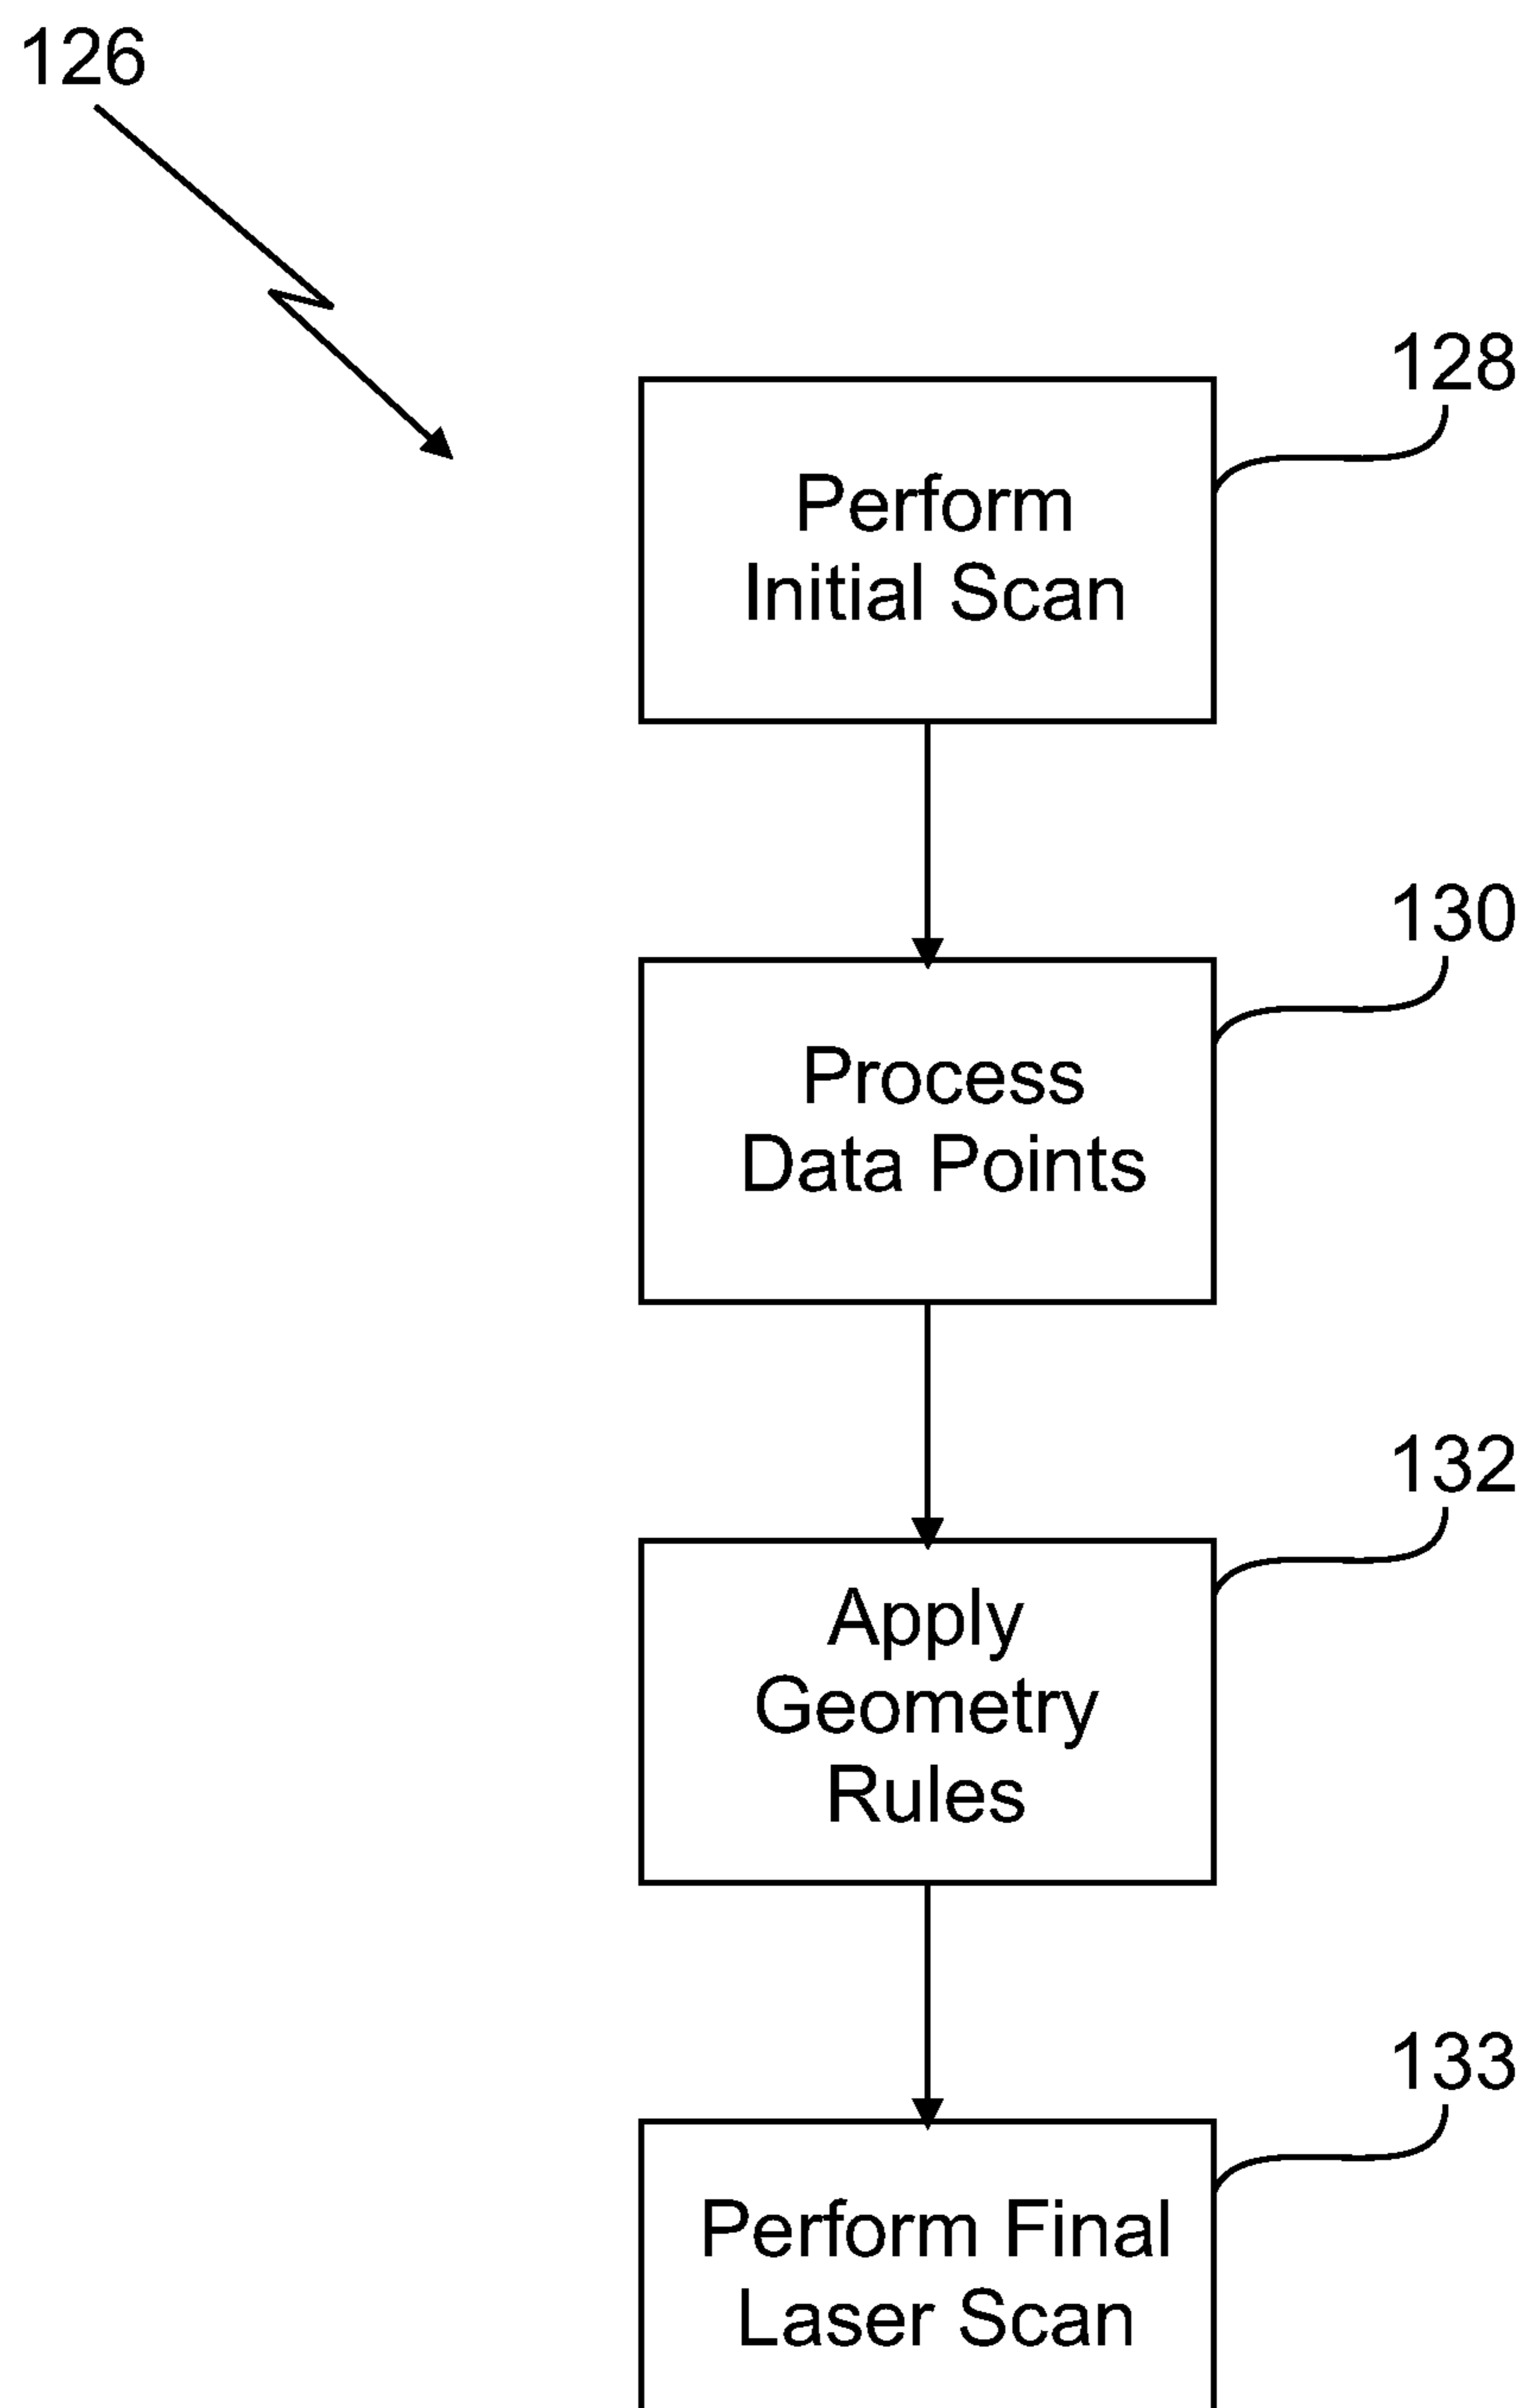 126
128
Perform
Initial Scan
130
Process
Data Points
132
Apply
Geometry
Rules
133
Perform Final
Laser Scan